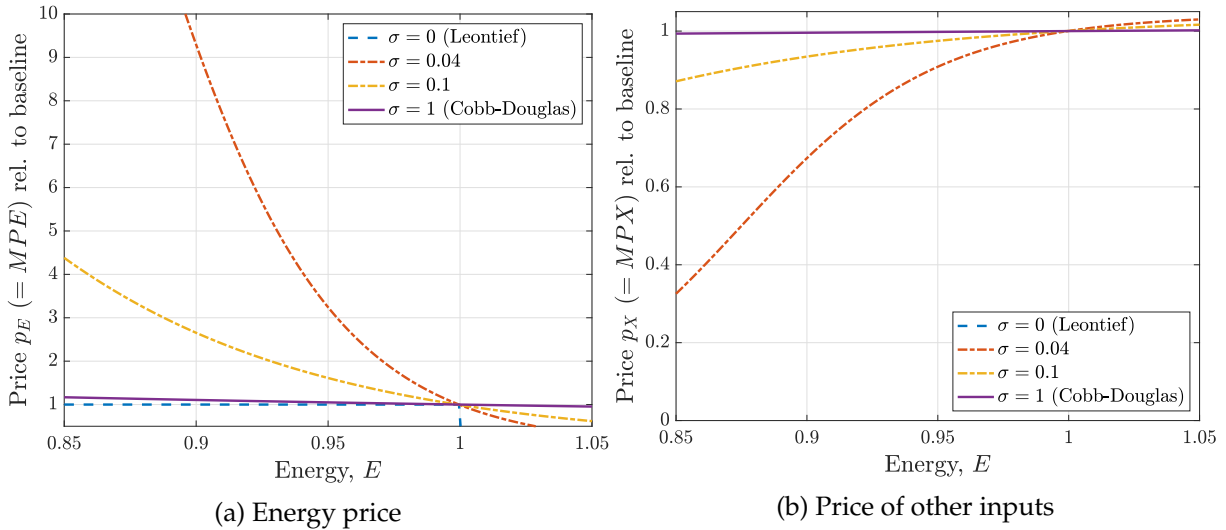 Price p_E (= MPE) rel. to baseline
10
9
8
7
6
5
4
3
2
1
σ = 0 (Leontief)
σ = 0.04
σ = 0.1
σ = 1 (Cobb-Douglas)
0.85
0.9
0.95
1
1.05
Energy, E
(a) Energy price
Price p_X (= MPX) rel. to baseline
1
0.8
0.6
0.4
0.2
0
σ = 0 (Leontief)
σ = 0.04
σ = 0.1
σ = 1 (Cobb-Douglas)
0.85
0.9
0.95
1
1.05
Energy, E
(b) Price of other inputs